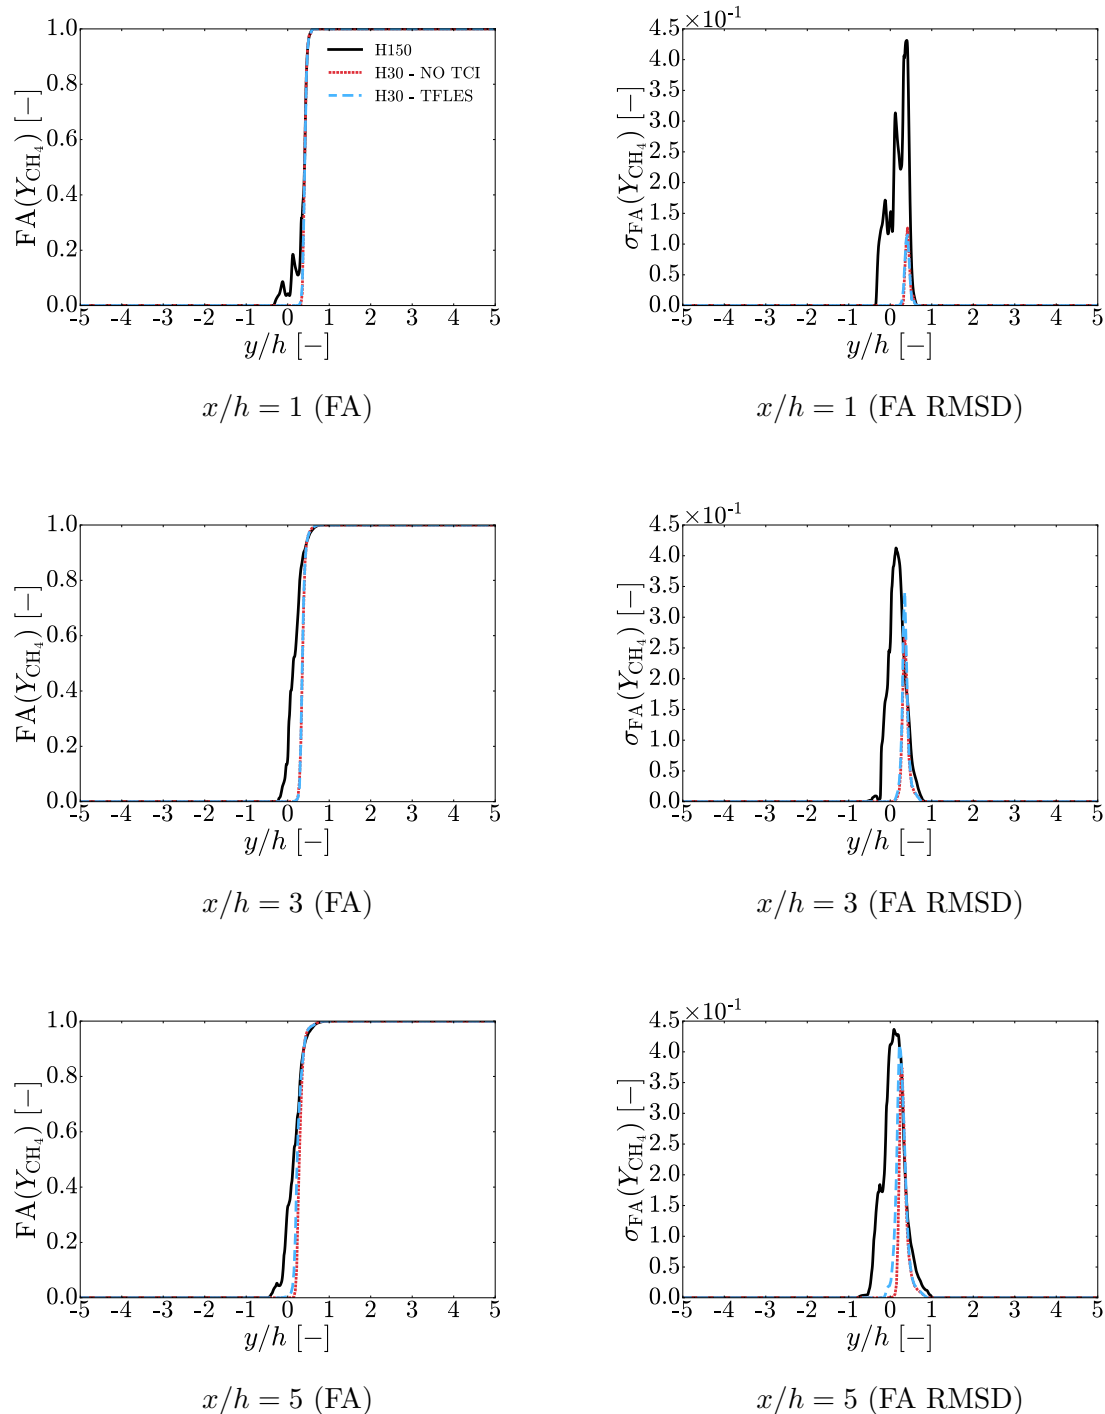 1.0
0.8
0.6
0.4
0.2
0.0
FA(Y_CH₄) [−]
-5 -4 -3 -2 -1 0 1 2 3 4 5
y/h [−]
H150
H30 - NO TCI
H30 - TFLES
x/h = 1 (FA)
4.5 ×10⁻¹
4.0
3.5
3.0
2.5
2.0
1.5
1.0
0.5
0.0
σ_FA(Y_CH₄) [−]
-5 -4 -3 -2 -1 0 1 2 3 4 5
y/h [−]
x/h = 1 (FA RMSD)
1.0
0.8
0.6
0.4
0.2
0.0
FA(Y_CH₄) [−]
-5 -4 -3 -2 -1 0 1 2 3 4 5
y/h [−]
x/h = 3 (FA)
4.5 ×10⁻¹
4.0
3.5
3.0
2.5
2.0
1.5
1.0
0.5
0.0
σ_FA(Y_CH₄) [−]
-5 -4 -3 -2 -1 0 1 2 3 4 5
y/h [−]
x/h = 3 (FA RMSD)
1.0
0.8
0.6
0.4
0.2
0.0
FA(Y_CH₄) [−]
-5 -4 -3 -2 -1 0 1 2 3 4 5
y/h [−]
x/h = 5 (FA)
4.5 ×10⁻¹
4.0
3.5
3.0
2.5
2.0
1.5
1.0
0.5
0.0
σ_FA(Y_CH₄) [−]
-5 -4 -3 -2 -1 0 1 2 3 4 5
y/h [−]
x/h = 5 (FA RMSD)